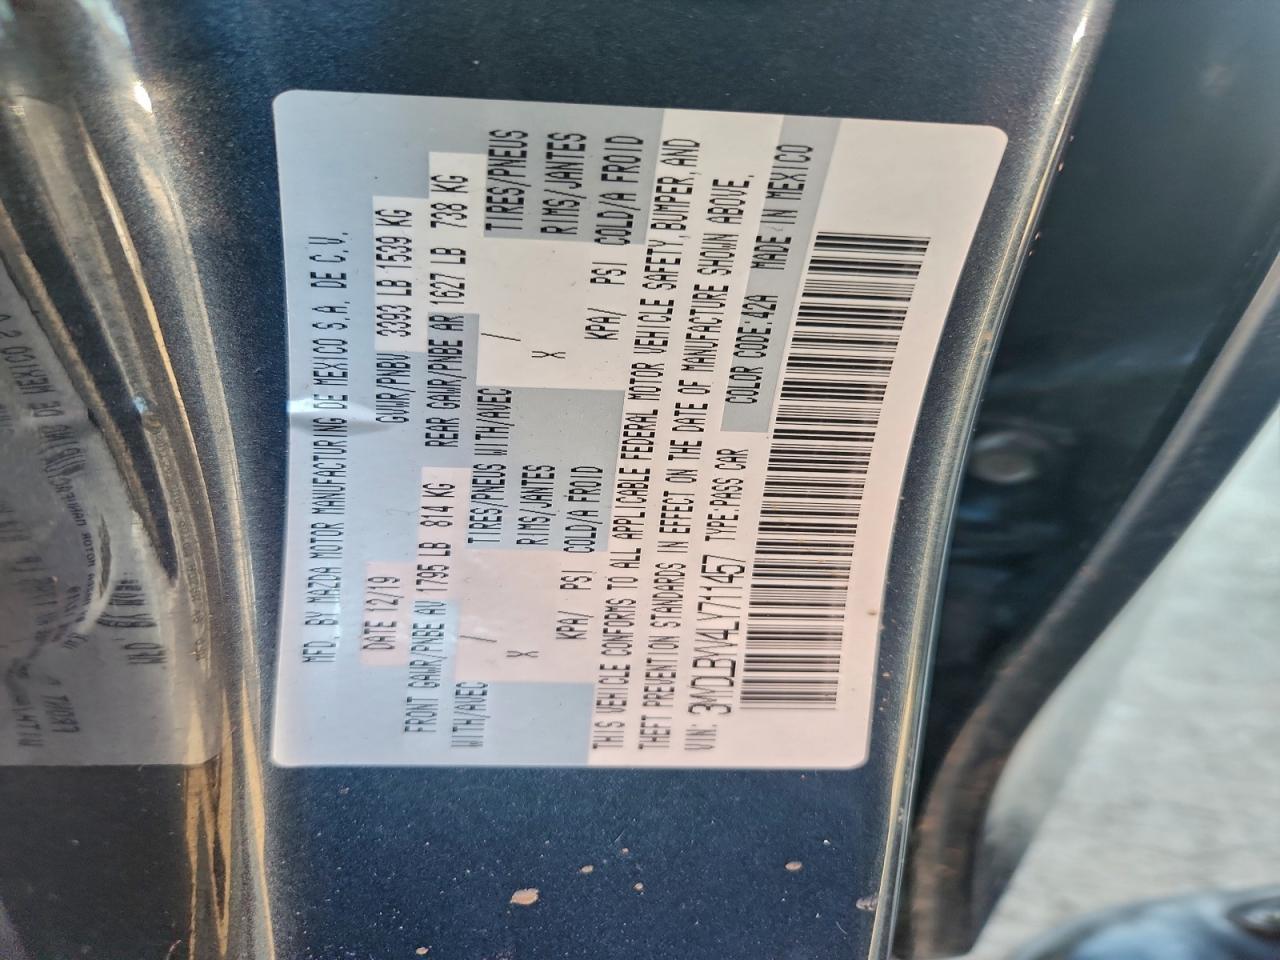 MFD. BY MAZDA MOTOR MANUFACTURING DE MEXICO S.A. DE C.V.
DATE 12/19 GVWR/PNBV 3393 LB 1539 KG
FRONT GAWR/PNBE AV 1795 LB 814 KG REAR GAWR/PNBE AR 1627 LB 738 KG
WITH/AVEC / TIRES/PNEUS WITH/AVEC / TIRES/PNEUS
X RIMS/JANTES X RIMS/JANTES
KPA/ PSI COLD/A FROID KPA/ PSI COLD/A FROID
THIS VEHICLE CONFORMS TO ALL APPLICABLE FEDERAL MOTOR VEHICLE SAFETY, BUMPER, AND
THEFT PREVENTION STANDARDS IN EFFECT ON THE DATE OF MANUFACTURE SHOWN ABOVE.
VIN: 3MYDLBYV4LY711457 TYPE:PASS CAR COLOR CODE:42A MADE IN MEXICO